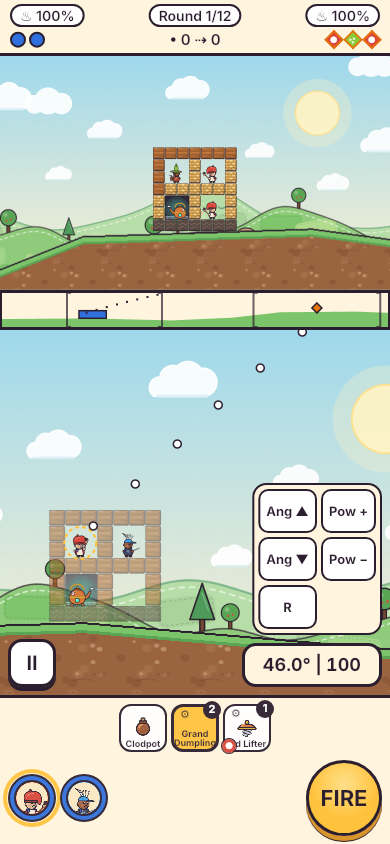 100%
Round 1/12
100%
• 0 ⇢ 0
Ang ▲
Pow +
Ang ▼
Pow −
R
46.0° | 100
Clodpot
2
Grand
Dumpling
1
d Lifter
FIRE